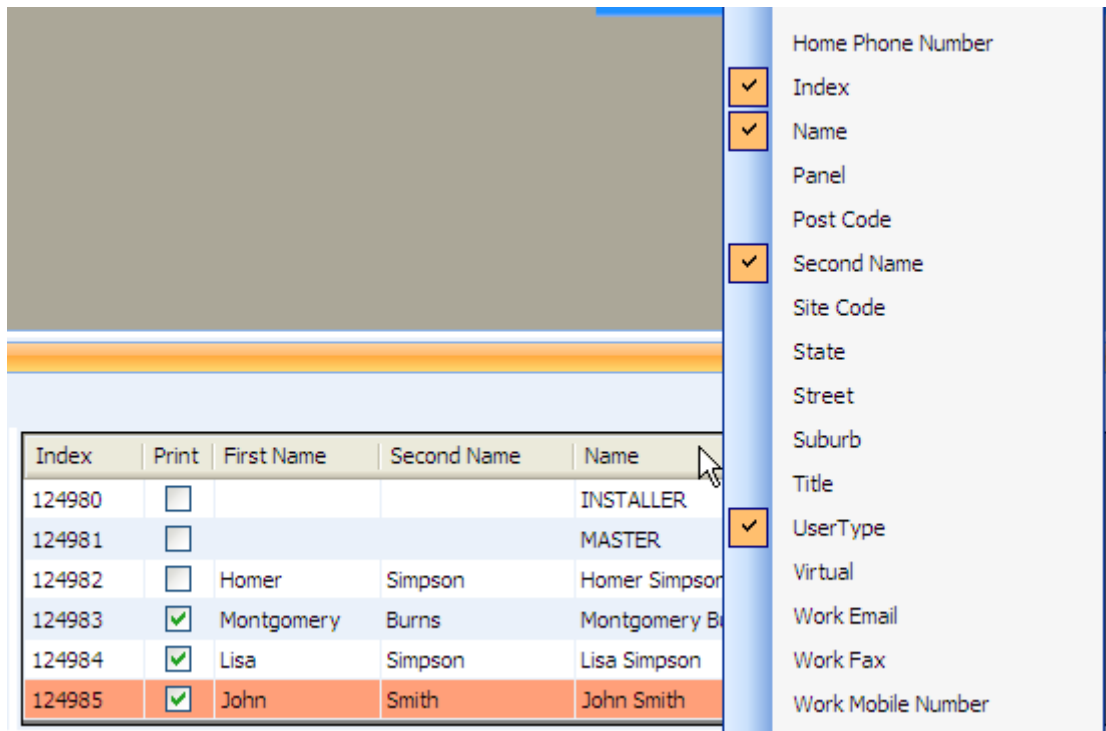 Home Phone Number
Index
Name
Panel
Post Code
Second Name
Site Code
State
Street
Suburb
Title
UserType
Virtual
Work Email
Work Fax
Work Mobile Number
Index Print First Name Second Name Name
124980 INSTALLER
124981 MASTER
124982 Homer Simpson Homer Simpson
124983 Montgomery Burns Montgomery
124984 Lisa Simpson Lisa Simpson
124985 John Smith John Smith